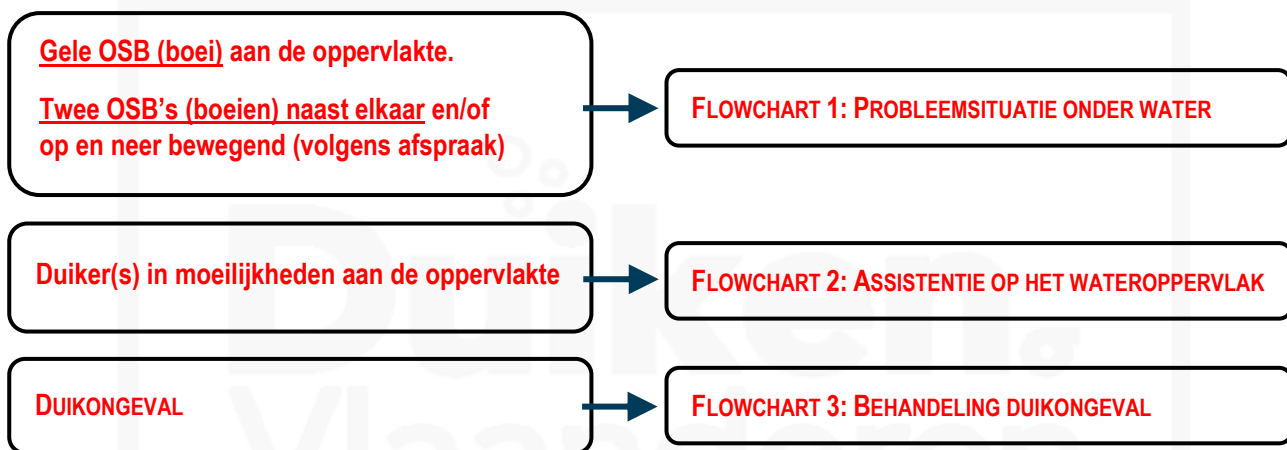 Gele OSB (boei) aan de oppervlakte.
Twee OSB's (boeien) naast elkaar en/of
op en neer bewegend (volgens afspraak)
FLOWCHART 1: PROBLEEMSITUATIE ONDER WATER
Duiker(s) in moeilijkheden aan de oppervlakte
FLOWCHART 2: ASSISTENTIE OP HET WATEROPPERVLAK
DUIKONGEVAL
FLOWCHART 3: BEHANDELING DUIKONGEVAL
Duiken
Vlaanderen